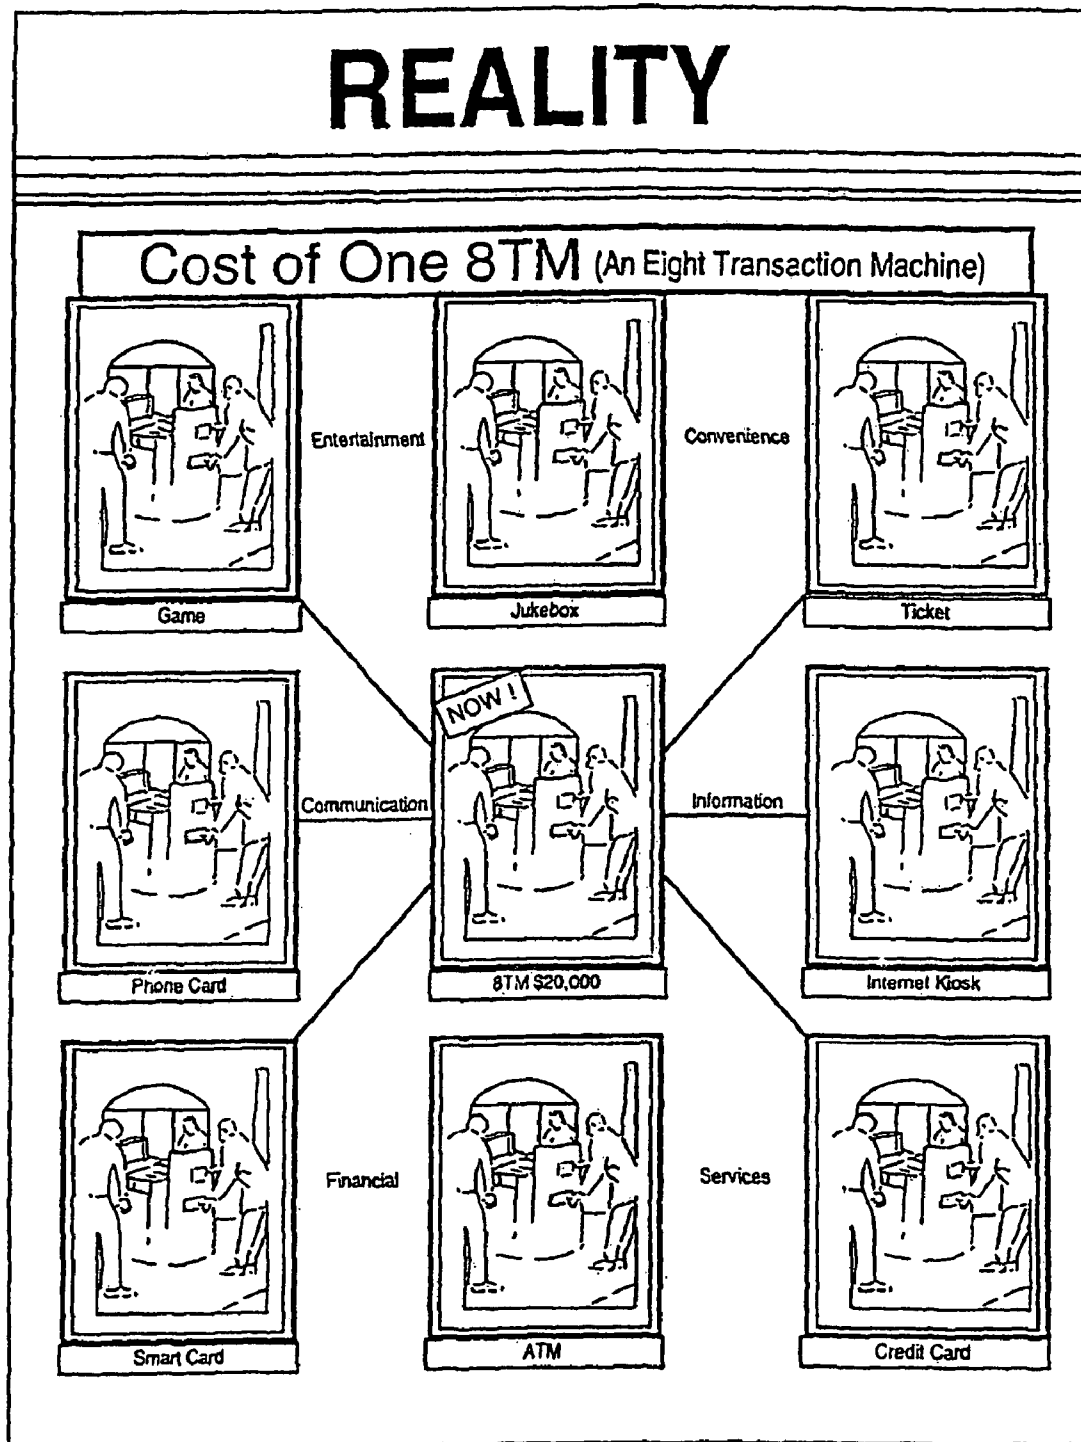 REALITY
Cost of One 8TM (An Eight Transaction Machine)
Entertainment
Convenience
Game
Jukebox
Ticket
NOW !
Communication
Information
Phone Card
8TM $20,000
Internet Kiosk
Financial
Services
Smart Card
ATM
Credit Card